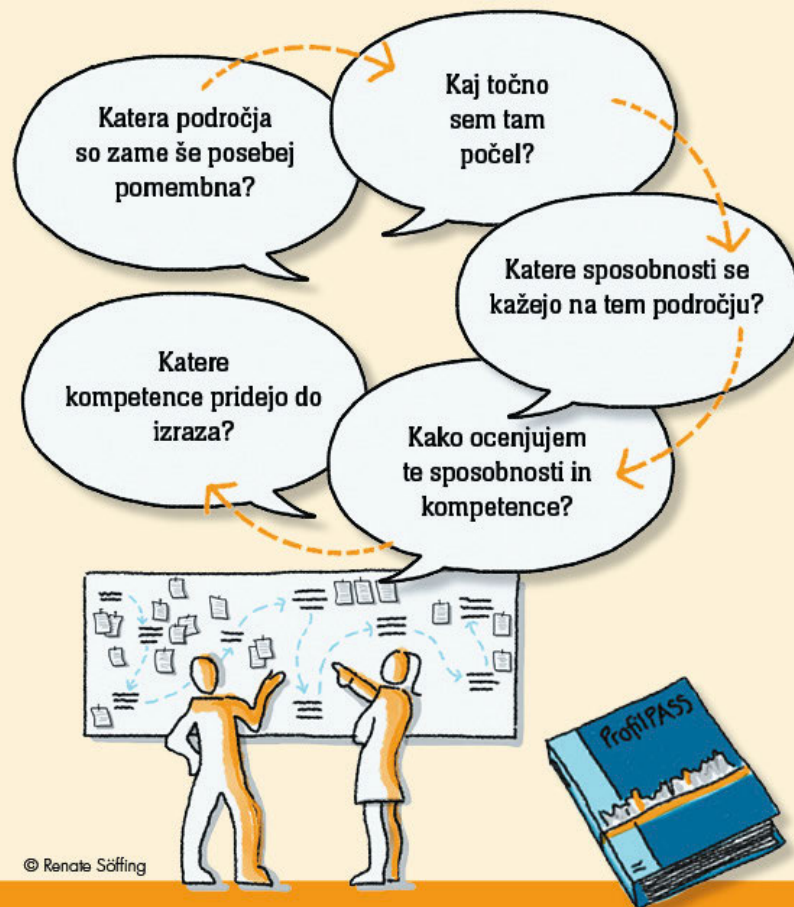 Katera področja
so zame še posebej
pomembna?
Kaj točno
sem tam
počel?
Katere sposobnosti se
kažejo na tem področju?
Kako ocenjujem
te sposobnosti in
kompetence?
Katere
kompetence pridejo do
izraza?
ProfilPASS
© Renate Söffing